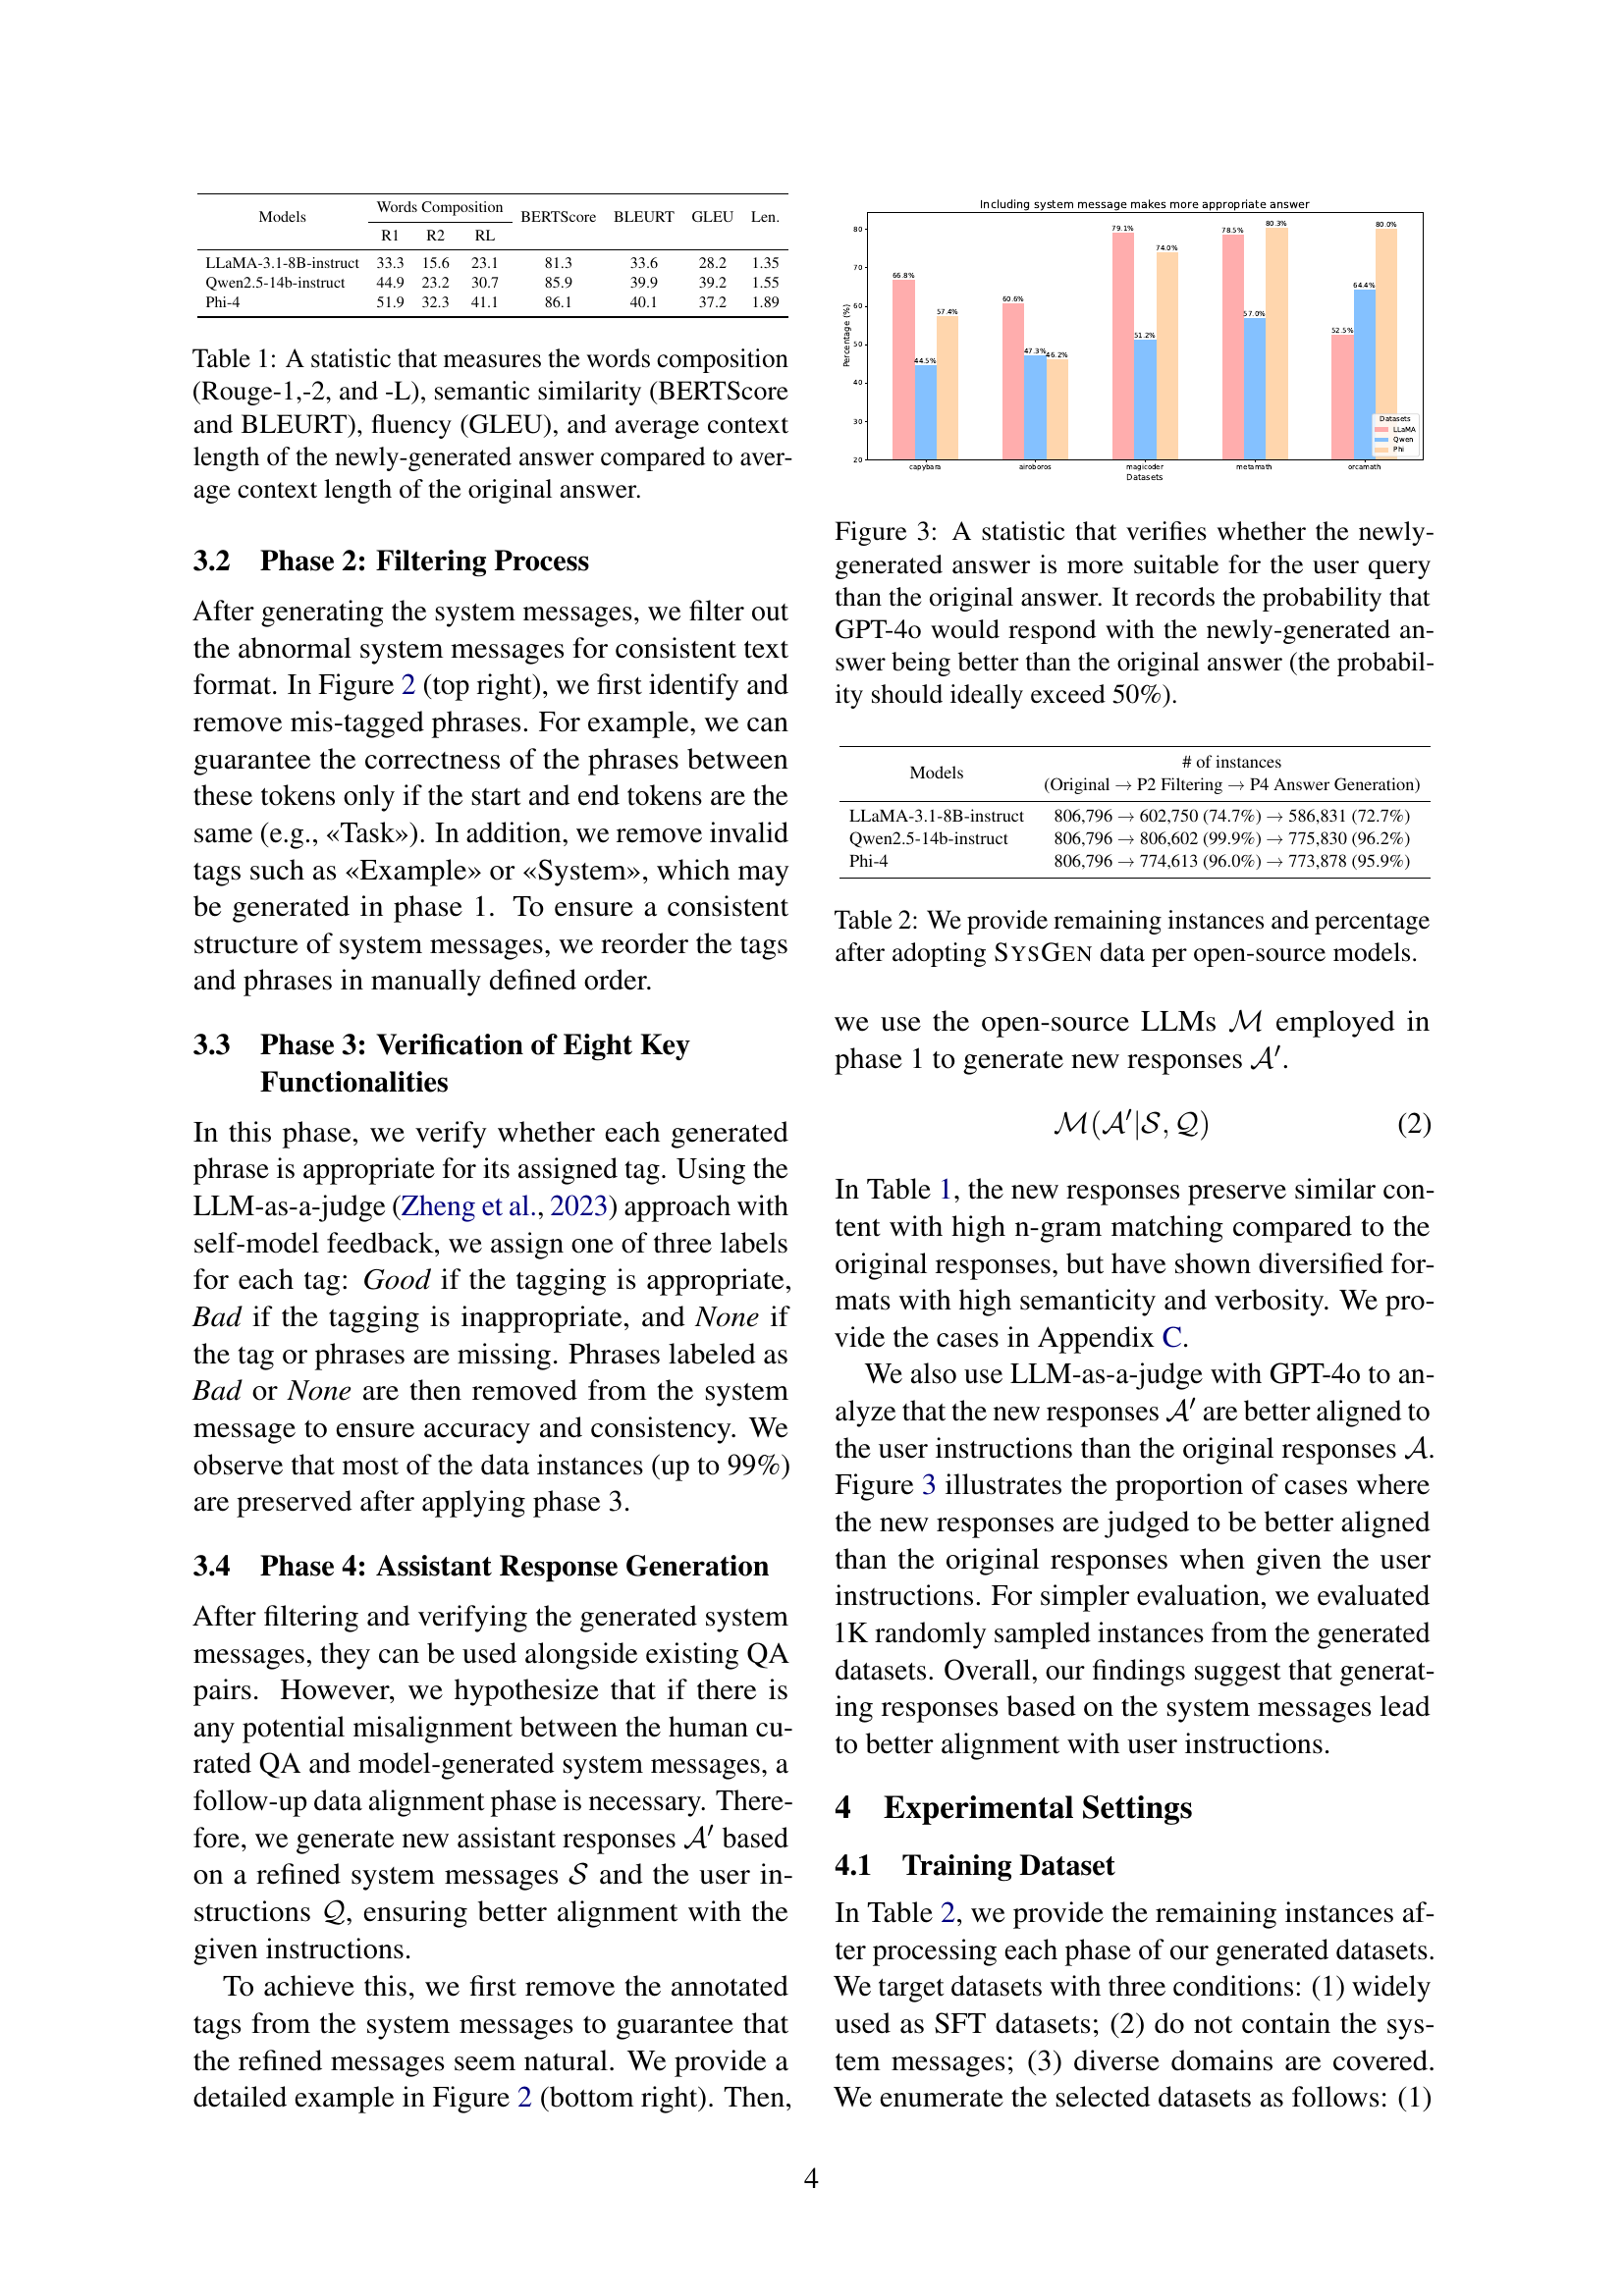 Models Words Composition BERTScore BLEURT GLEU Len.
R1 R2 RL
LLaMA-3.1-8B-instruct 33.3 15.6 23.1 81.3 33.6 28.2 1.35
Qwen2.5-14b-instruct 44.9 23.2 30.7 85.9 39.9 39.2 1.55
Phi-4 51.9 32.3 41.1 86.1 40.1 37.2 1.89
Table 1: A statistic that measures the words composition
(Rouge-1,-2, and -L), semantic similarity (BERTScore
and BLEURT), fluency (GLEU), and average context
length of the newly-generated answer compared to aver-
age context length of the original answer.
3.2 Phase 2: Filtering Process
After generating the system messages, we filter out
the abnormal system messages for consistent text
format. In Figure 2 (top right), we first identify and
remove mis-tagged phrases. For example, we can
guarantee the correctness of the phrases between
these tokens only if the start and end tokens are the
same (e.g., «Task»). In addition, we remove invalid
tags such as «Example» or «System», which may
be generated in phase 1. To ensure a consistent
structure of system messages, we reorder the tags
and phrases in manually defined order.
3.3 Phase 3: Verification of Eight Key
Functionalities
In this phase, we verify whether each generated
phrase is appropriate for its assigned tag. Using the
LLM-as-a-judge (Zheng et al., 2023) approach with
self-model feedback, we assign one of three labels
for each tag: Good if the tagging is appropriate,
Bad if the tagging is inappropriate, and None if
the tag or phrases are missing. Phrases labeled as
Bad or None are then removed from the system
message to ensure accuracy and consistency. We
observe that most of the data instances (up to 99%)
are preserved after applying phase 3.
3.4 Phase 4: Assistant Response Generation
After filtering and verifying the generated system
messages, they can be used alongside existing QA
pairs. However, we hypothesize that if there is
any potential misalignment between the human cu-
rated QA and model-generated system messages, a
follow-up data alignment phase is necessary. There-
fore, we generate new assistant responses 𝒜′ based
on a refined system messages 𝒮 and the user in-
structions 𝒬, ensuring better alignment with the
given instructions.
To achieve this, we first remove the annotated
tags from the system messages to guarantee that
the refined messages seem natural. We provide a
detailed example in Figure 2 (bottom right). Then,
Including system message makes more appropriate answer
Percentage (%)
80
70
60
50
40
30
20
66.8% 44.5% 57.4%
60.6% 47.3% 46.2%
79.1% 51.2% 74.0%
78.5% 57.0% 80.3%
52.5% 64.4% 80.0%
Datasets
LLaMA
Qwen
Phi
capybara airoboros magicoder metamath orcamath
Datasets
Figure 3: A statistic that verifies whether the newly-
generated answer is more suitable for the user query
than the original answer. It records the probability that
GPT-4o would respond with the newly-generated an-
swer being better than the original answer (the probabil-
ity should ideally exceed 50%).
Models # of instances
(Original → P2 Filtering → P4 Answer Generation)
LLaMA-3.1-8B-instruct 806,796 → 602,750 (74.7%) → 586,831 (72.7%)
Qwen2.5-14b-instruct 806,796 → 806,602 (99.9%) → 775,830 (96.2%)
Phi-4 806,796 → 774,613 (96.0%) → 773,878 (95.9%)
Table 2: We provide remaining instances and percentage
after adopting SYSGEN data per open-source models.
we use the open-source LLMs ℳ employed in
phase 1 to generate new responses 𝒜′.
ℳ(𝒜′|𝒮, 𝒬) (2)
In Table 1, the new responses preserve similar con-
tent with high n-gram matching compared to the
original responses, but have shown diversified for-
mats with high semanticity and verbosity. We pro-
vide the cases in Appendix C.
We also use LLM-as-a-judge with GPT-4o to an-
alyze that the new responses 𝒜′ are better aligned to
the user instructions than the original responses 𝒜.
Figure 3 illustrates the proportion of cases where
the new responses are judged to be better aligned
than the original responses when given the user
instructions. For simpler evaluation, we evaluated
1K randomly sampled instances from the generated
datasets. Overall, our findings suggest that generat-
ing responses based on the system messages lead
to better alignment with user instructions.
4 Experimental Settings
4.1 Training Dataset
In Table 2, we provide the remaining instances af-
ter processing each phase of our generated datasets.
We target datasets with three conditions: (1) widely
used as SFT datasets; (2) do not contain the sys-
tem messages; (3) diverse domains are covered.
We enumerate the selected datasets as follows: (1)
4